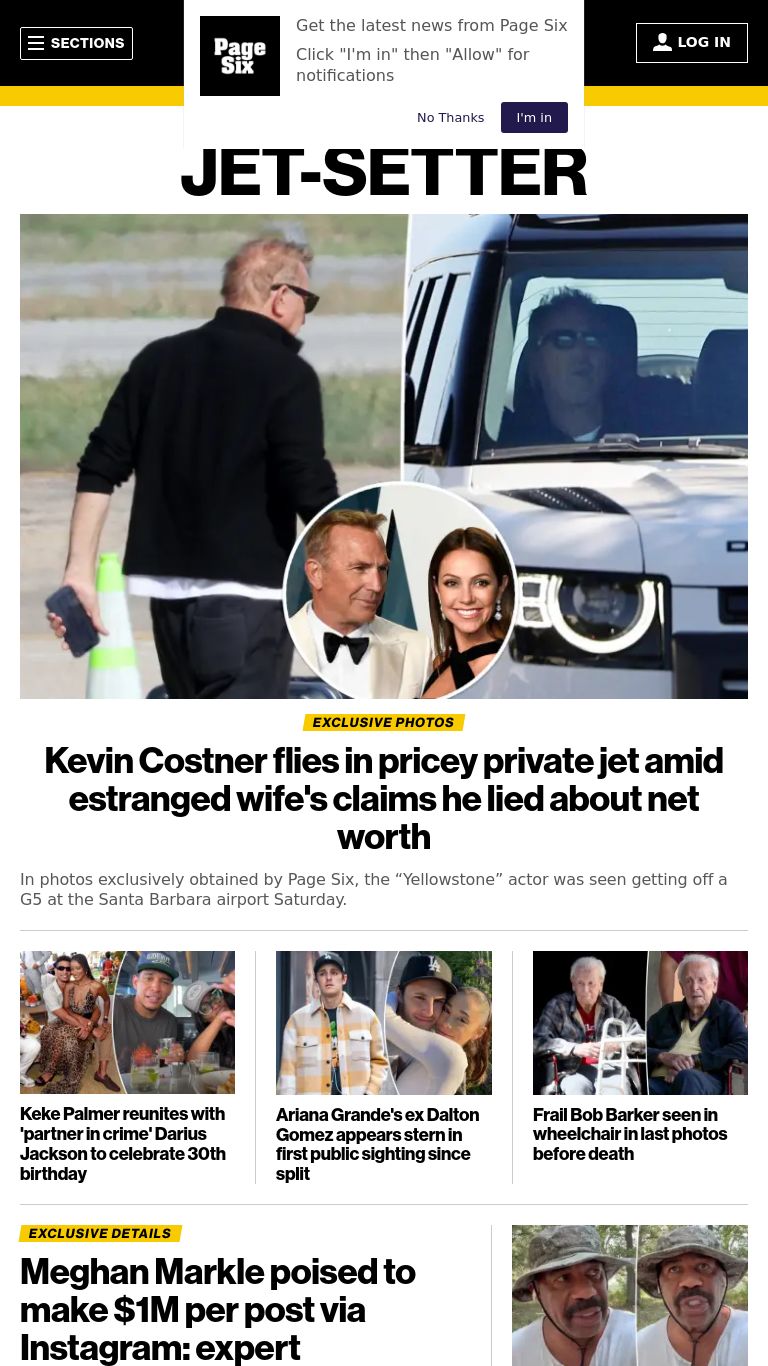 SECTIONS
Page
Six
Get the latest news from Page Six
Click "I'm in" then "Allow" for
notifications
No Thanks
I'm in
LOG IN
JET-SETTER
EXCLUSIVE PHOTOS
Kevin Costner flies in pricey private jet amid
estranged wife's claims he lied about net
worth
In photos exclusively obtained by Page Six, the “Yellowstone” actor was seen getting off a
G5 at the Santa Barbara airport Saturday.
Keke Palmer reunites with
'partner in crime' Darius
Jackson to celebrate 30th
birthday
Ariana Grande's ex Dalton
Gomez appears stern in
first public sighting since
split
Frail Bob Barker seen in
wheelchair in last photos
before death
EXCLUSIVE DETAILS
Meghan Markle poised to
make $1M per post via
Instagram: expert